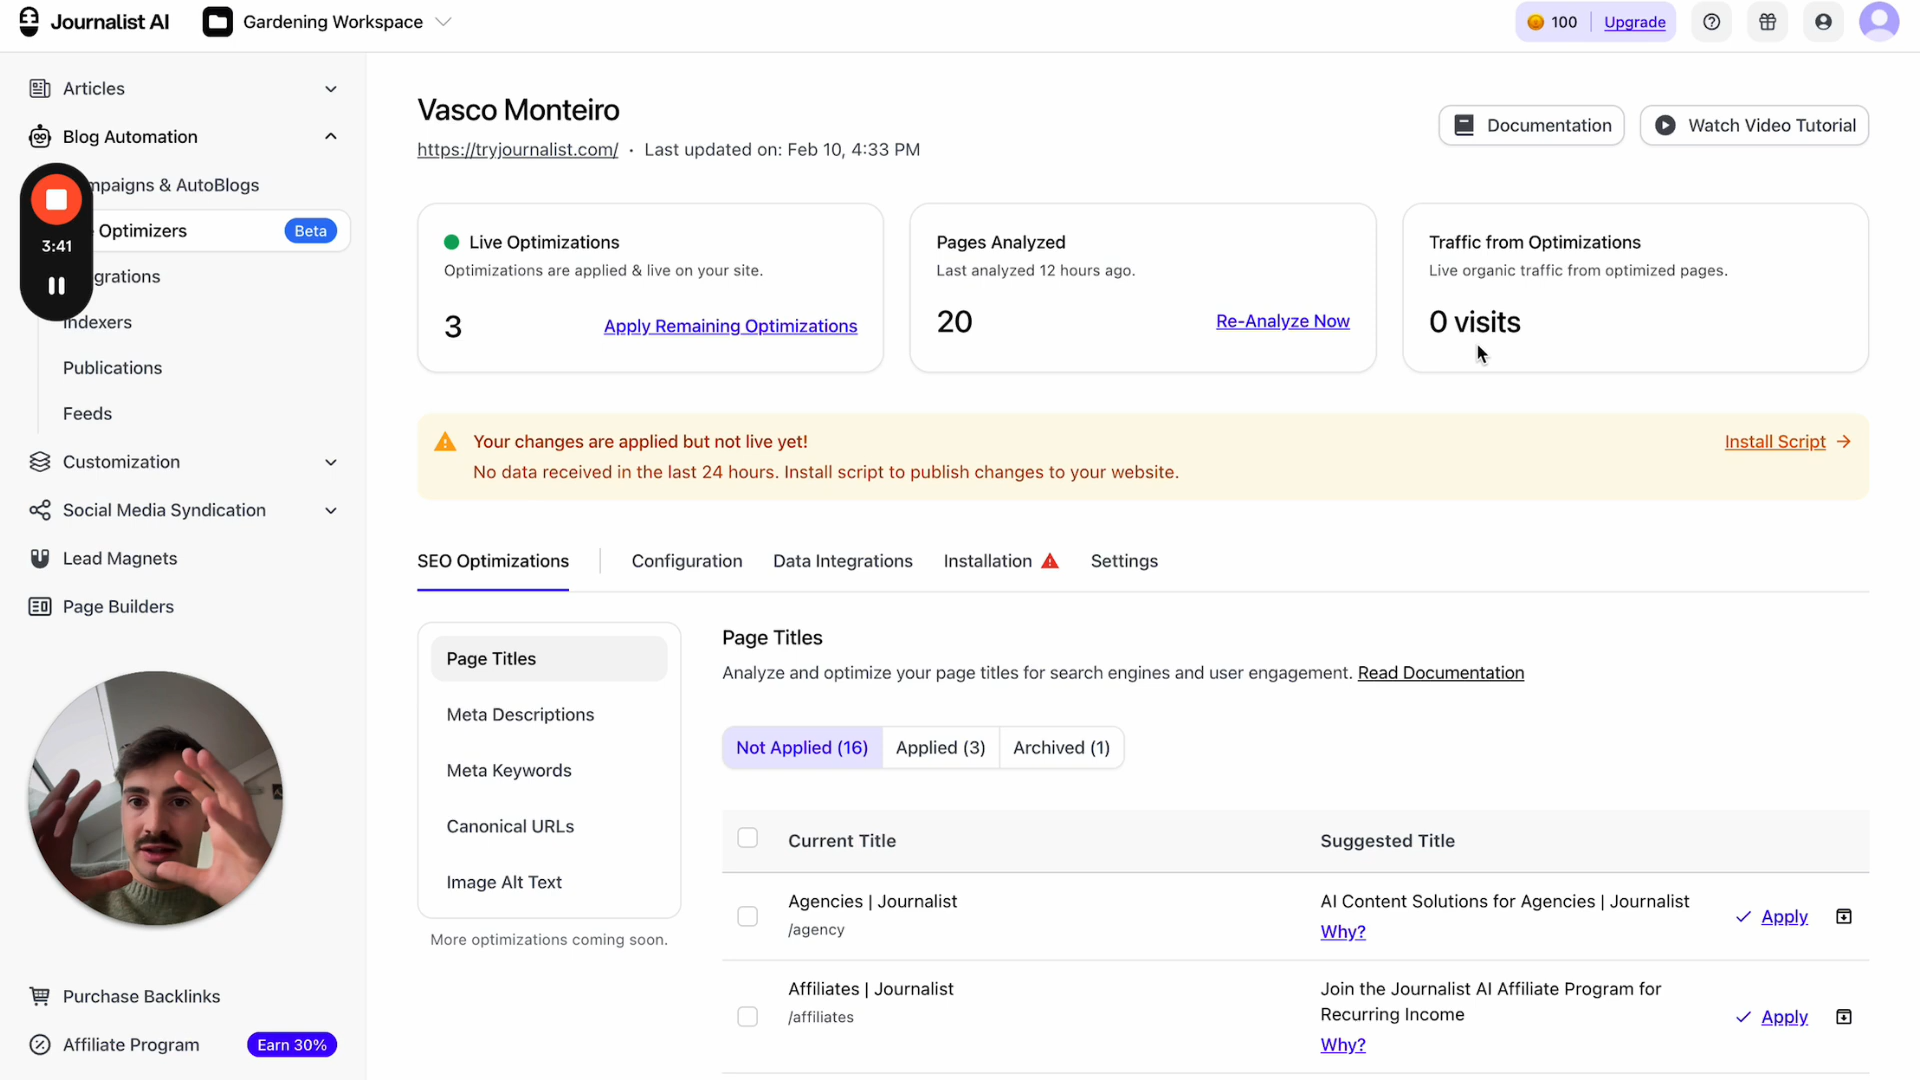 Journalist AI
Gardening Workspace
100
Upgrade
Articles
Blog Automation
mpaigns & AutoBlogs
Optimizers
Beta
3:41
grations
Indexers
Publications
Feeds
Customization
Social Media Syndication
Lead Magnets
Page Builders
Purchase Backlinks
Affiliate Program
Earn 30%
Vasco Monteiro
https://tryjournalist.com/ · Last updated on: Feb 10, 4:33 PM
Documentation
Watch Video Tutorial
Live Optimizations
Optimizations are applied & live on your site.
3
Apply Remaining Optimizations
Pages Analyzed
Last analyzed 12 hours ago.
20
Re-Analyze Now
Traffic from Optimizations
Live organic traffic from optimized pages.
0 visits
Your changes are applied but not live yet!
Install Script
No data received in the last 24 hours. Install script to publish changes to your website.
SEO Optimizations
Configuration
Data Integrations
Installation
Settings
Page Titles
Meta Descriptions
Meta Keywords
Canonical URLs
Image Alt Text
More optimizations coming soon.
Page Titles
Analyze and optimize your page titles for search engines and user engagement. Read Documentation
Not Applied (16)
Applied (3)
Archived (1)
Current Title
Suggested Title
Agencies | Journalist
/agency
AI Content Solutions for Agencies | Journalist
Why?
Apply
Affiliates | Journalist
/affiliates
Join the Journalist AI Affiliate Program for
Recurring Income
Why?
Apply